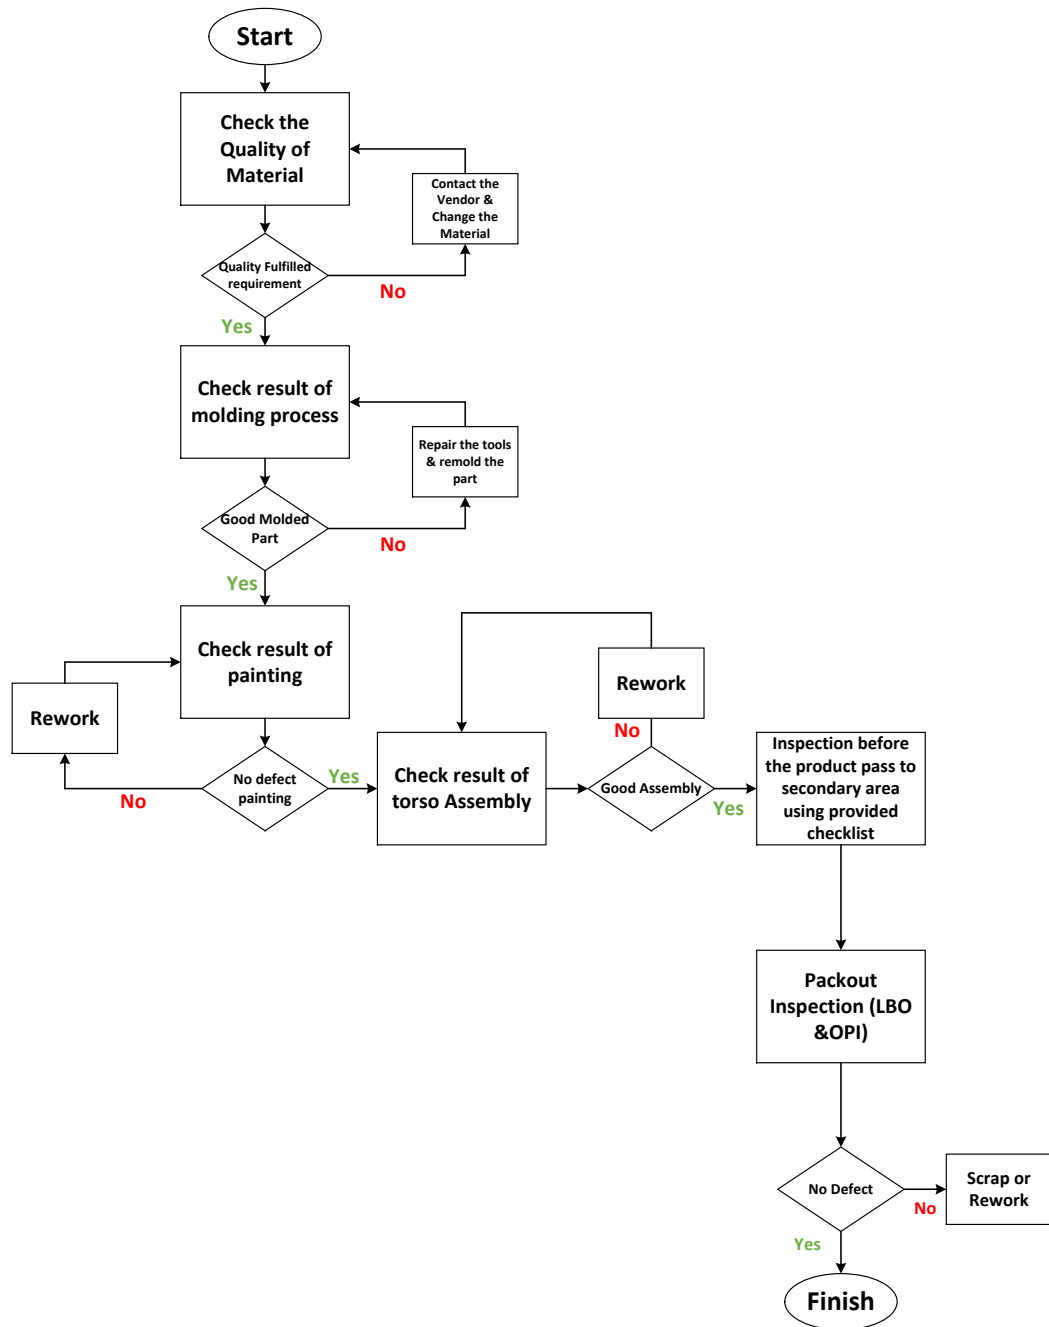 Start
Check the
Quality of
Material
Contact the
Vendor &
Change the
Material
Quality Fulfilled
requirement
No
Yes
Check result of
molding process
Repair the tools
& remold the
part
Good Molded
Part
No
Yes
Check result of
painting
Rework
No defect
painting
No
Yes
Check result of
torso Assembly
Rework
No
Good Assembly
Yes
Inspection before
the product pass to
secondary area
using provided
checklist
Packout
Inspection (LBO
&OPI)
No Defect
No
Scrap or
Rework
Yes
Finish